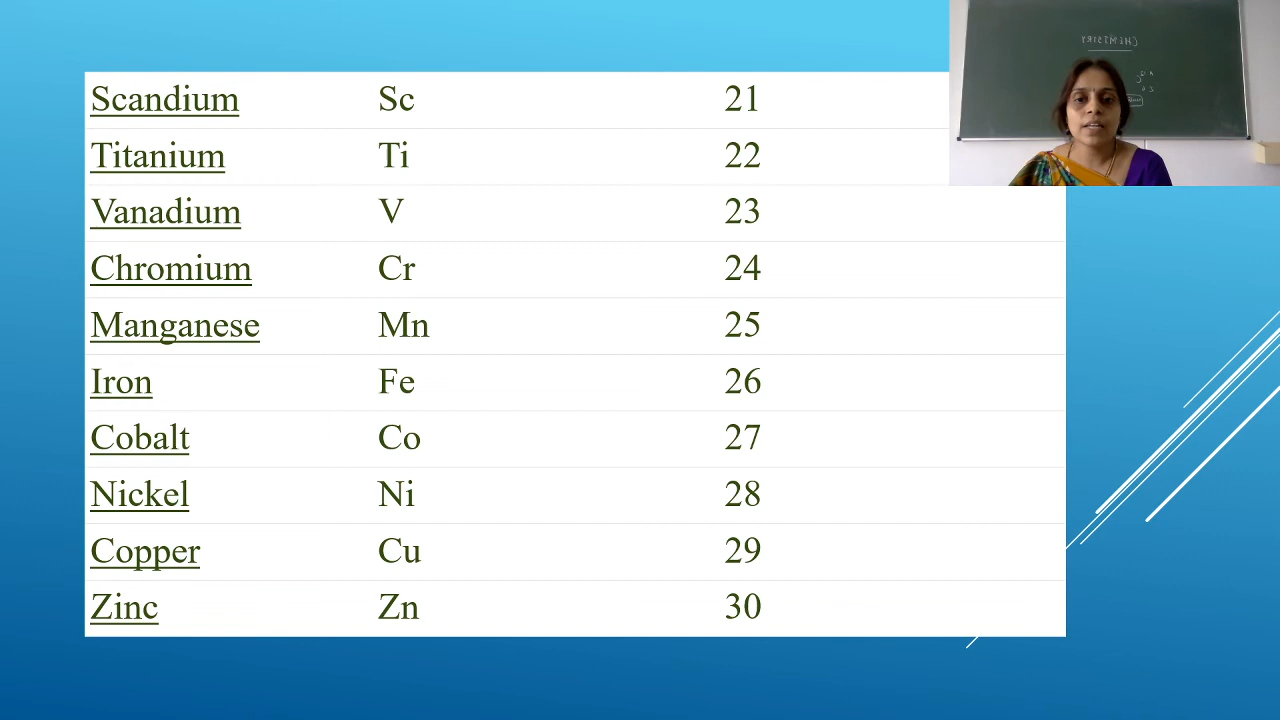 Scandium Sc 21
Titanium Ti 22
Vanadium V 23
Chromium Cr 24
Manganese Mn 25
Iron Fe 26
Cobalt Co 27
Nickel Ni 28
Copper Cu 29
Zinc Zn 30
CHEMISTRY